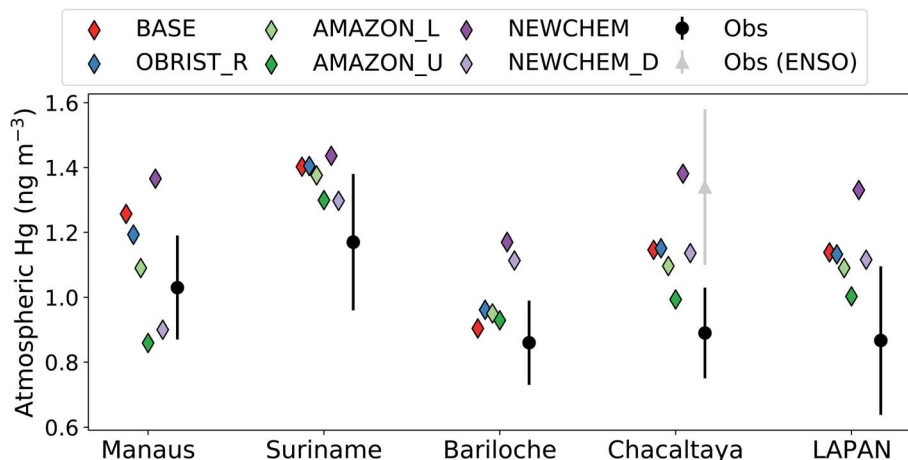 BASE AMAZON_L NEWCHEM Obs
OBRIST_R AMAZON_U NEWCHEM_D Obs (ENSO)
Atmospheric Hg (ng m⁻³)
1.6
1.4
1.2
1.0
0.8
0.6
Manaus Suriname Bariloche Chacaltaya LAPAN